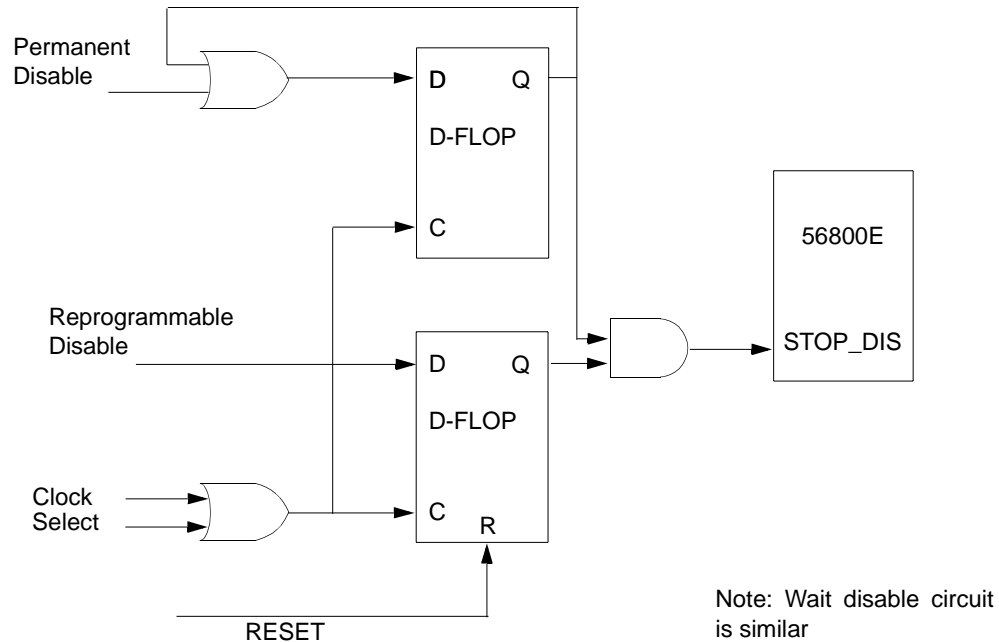 Permanent
Disable
D
Q
D-FLOP
C
56800E
STOP_DIS
Reprogrammable
Disable
D
Q
D-FLOP
C
R
Clock
Select
RESET
Note: Wait disable circuit
is similar